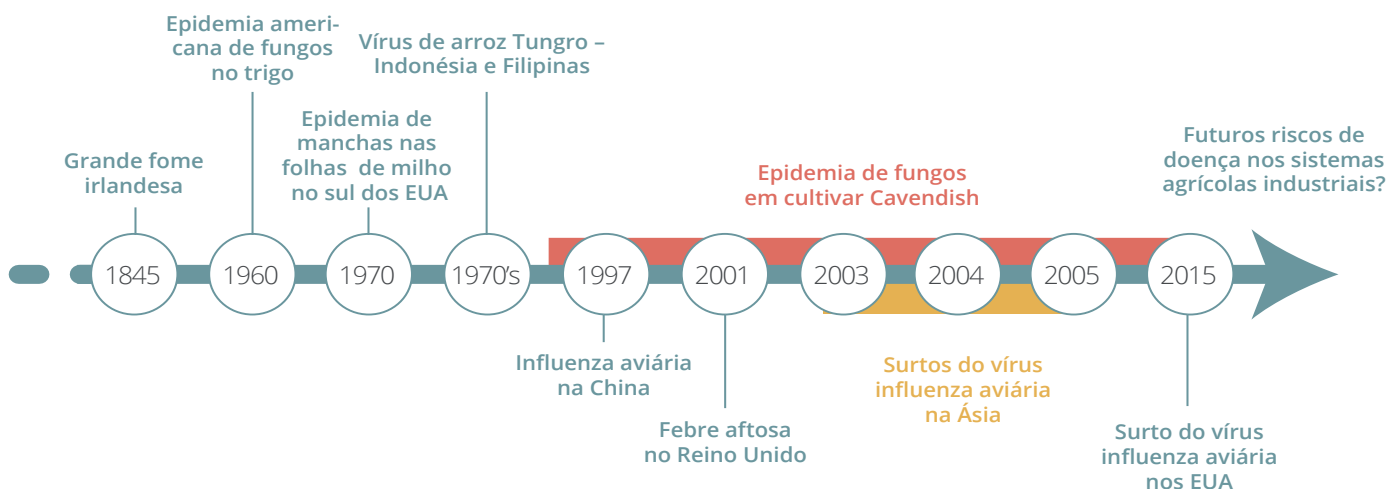 Epidemia ameri-
cana de fungos
no trigo
Vírus de arroz Tungro –
Indonésia e Filipinas
Epidemia de
manchas nas
folhas de milho
no sul dos EUA
Grande fome
irlandesa
Epidemia de fungos
em cultivar Cavendish
Futuros riscos de
doença nos sistemas
agrícolas industriais?
1845
1960
1970
1970's
1997
2001
2003
2004
2005
2015
Influenza aviária
na China
Febre aftosa
no Reino Unido
Surtos do vírus
influenza aviária
na Ásia
Surto do vírus
influenza aviária
nos EUA